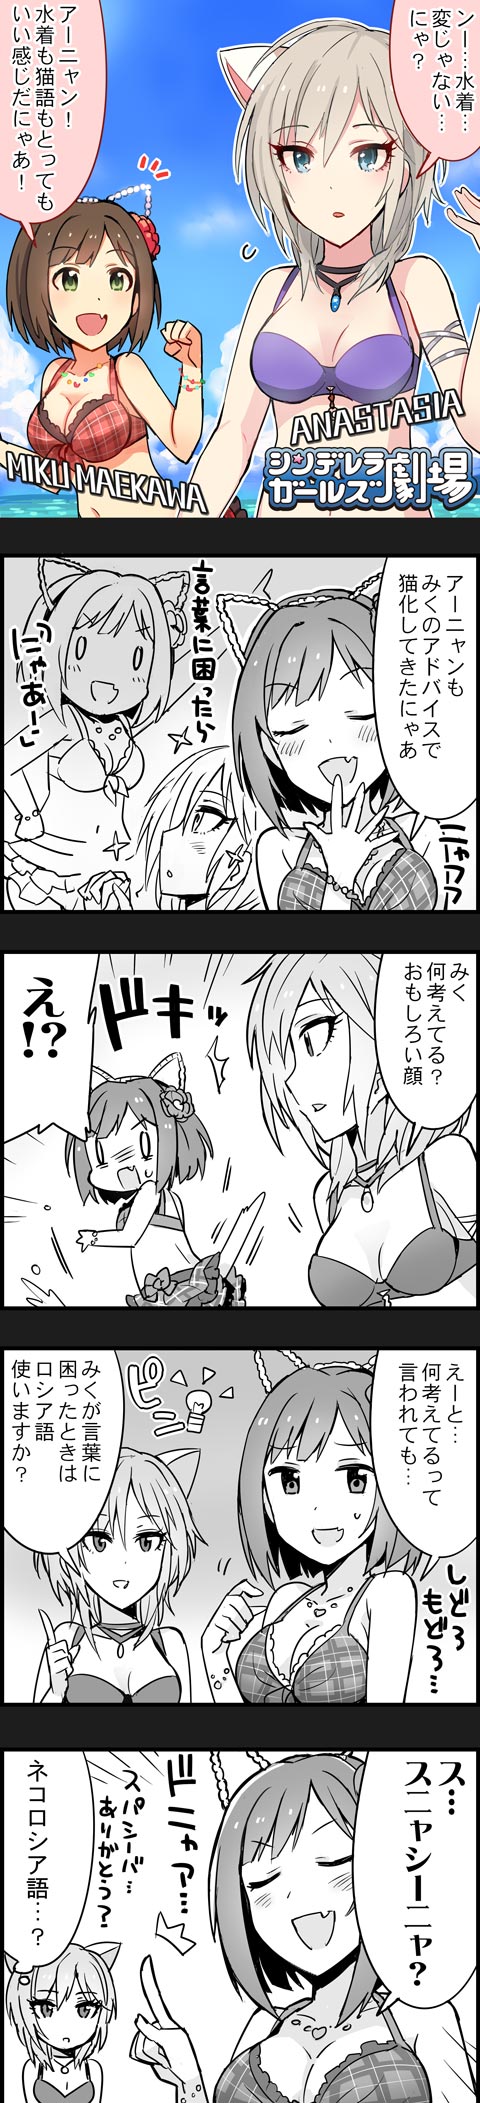 ンー…水着…
変じゃない…
にゃ？
アーニャン！
水着も猫語もとっても
いい感じだにゃあ！
ANASTASIA
MIKU MAEKAWA
シンデレラ
ガールズ劇場
アーニャンも
みくのアドバイスで
猫化してきたにゃあ
言葉に困ったら
「にゃあー」
ニャフフ
みく
何考えてる？
おもしろい顔
ドキッ
え!?
えーと…
何考えてるって
言われても…
しどろ
もどろ…
ピーン
みくが言葉に
困ったときは
ロシア語
使いますか？
ス…
スニャシーニャ？
ドニャァ…
スパシーバ…
ありがとう？
ネコロシア語…？